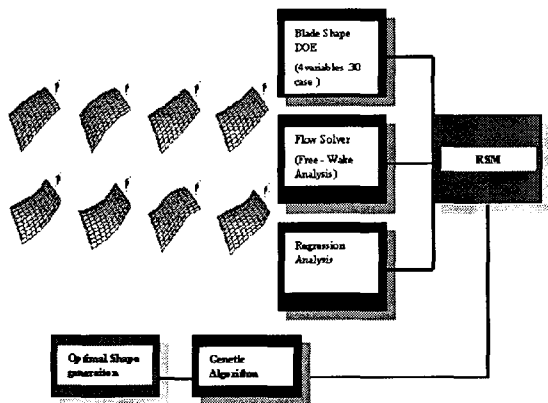 Blade Shape
DOE
(4 variables 30
case )
Flow Solver
(Free - Wake
Analysis)
RSM
Regression
Analysis
Optimal Shape
generation
Genetic
Algorithm